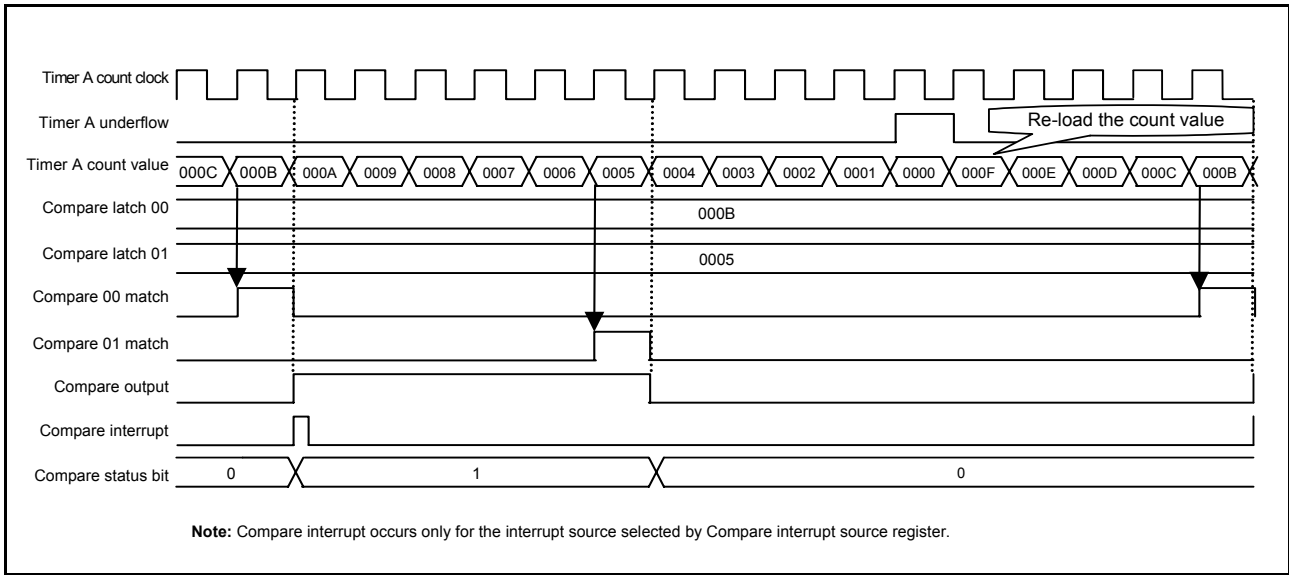 Timer A count clock
Timer A underflow
Re-load the count value
Timer A count value 000C 000B 000A 0009 0008 0007 0006 0005 0004 0003 0002 0001 0000 000F 000E 000D 000C 000B
Compare latch 00 000B
Compare latch 01 0005
Compare 00 match
Compare 01 match
Compare output
Compare interrupt
Compare status bit 0 1 0
Note: Compare interrupt occurs only for the interrupt source selected by Compare interrupt source register.